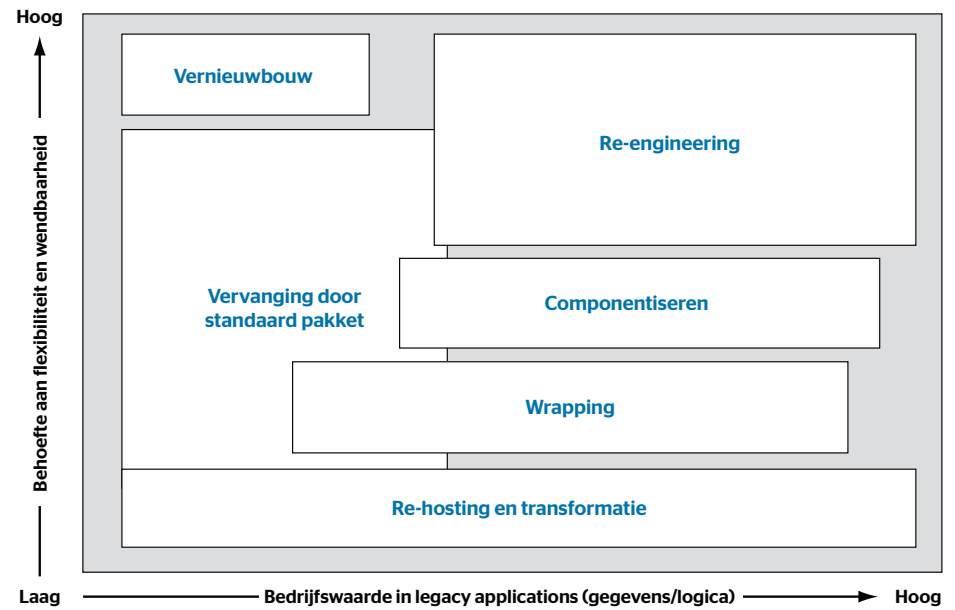 Hoog
Vernieuwbouw
Re-engineering
Behoefte aan flexibiliteit en wendbaarheid
Vervanging door
standaard pakket
Componentiseren
Wrapping
Re-hosting en transformatie
Laag
Bedrijfswaarde in legacy applications (gegevens/logica)
Hoog